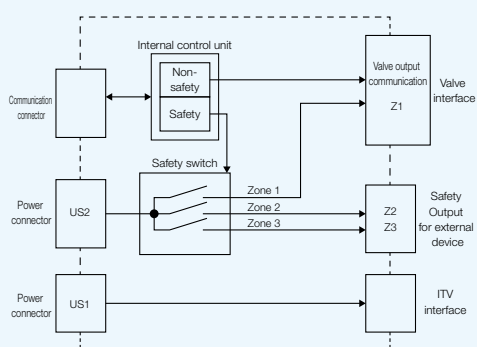 Internal control unit
Communication
connector
Non-
safety
Safety
Valve output
communication
Z1
Valve
interface
Safety switch
Power
connector
US2
Zone 1
Zone 2
Zone 3
Z2
Z3
Safety
Output
for external
device
Power
connector
US1
ITV
interface